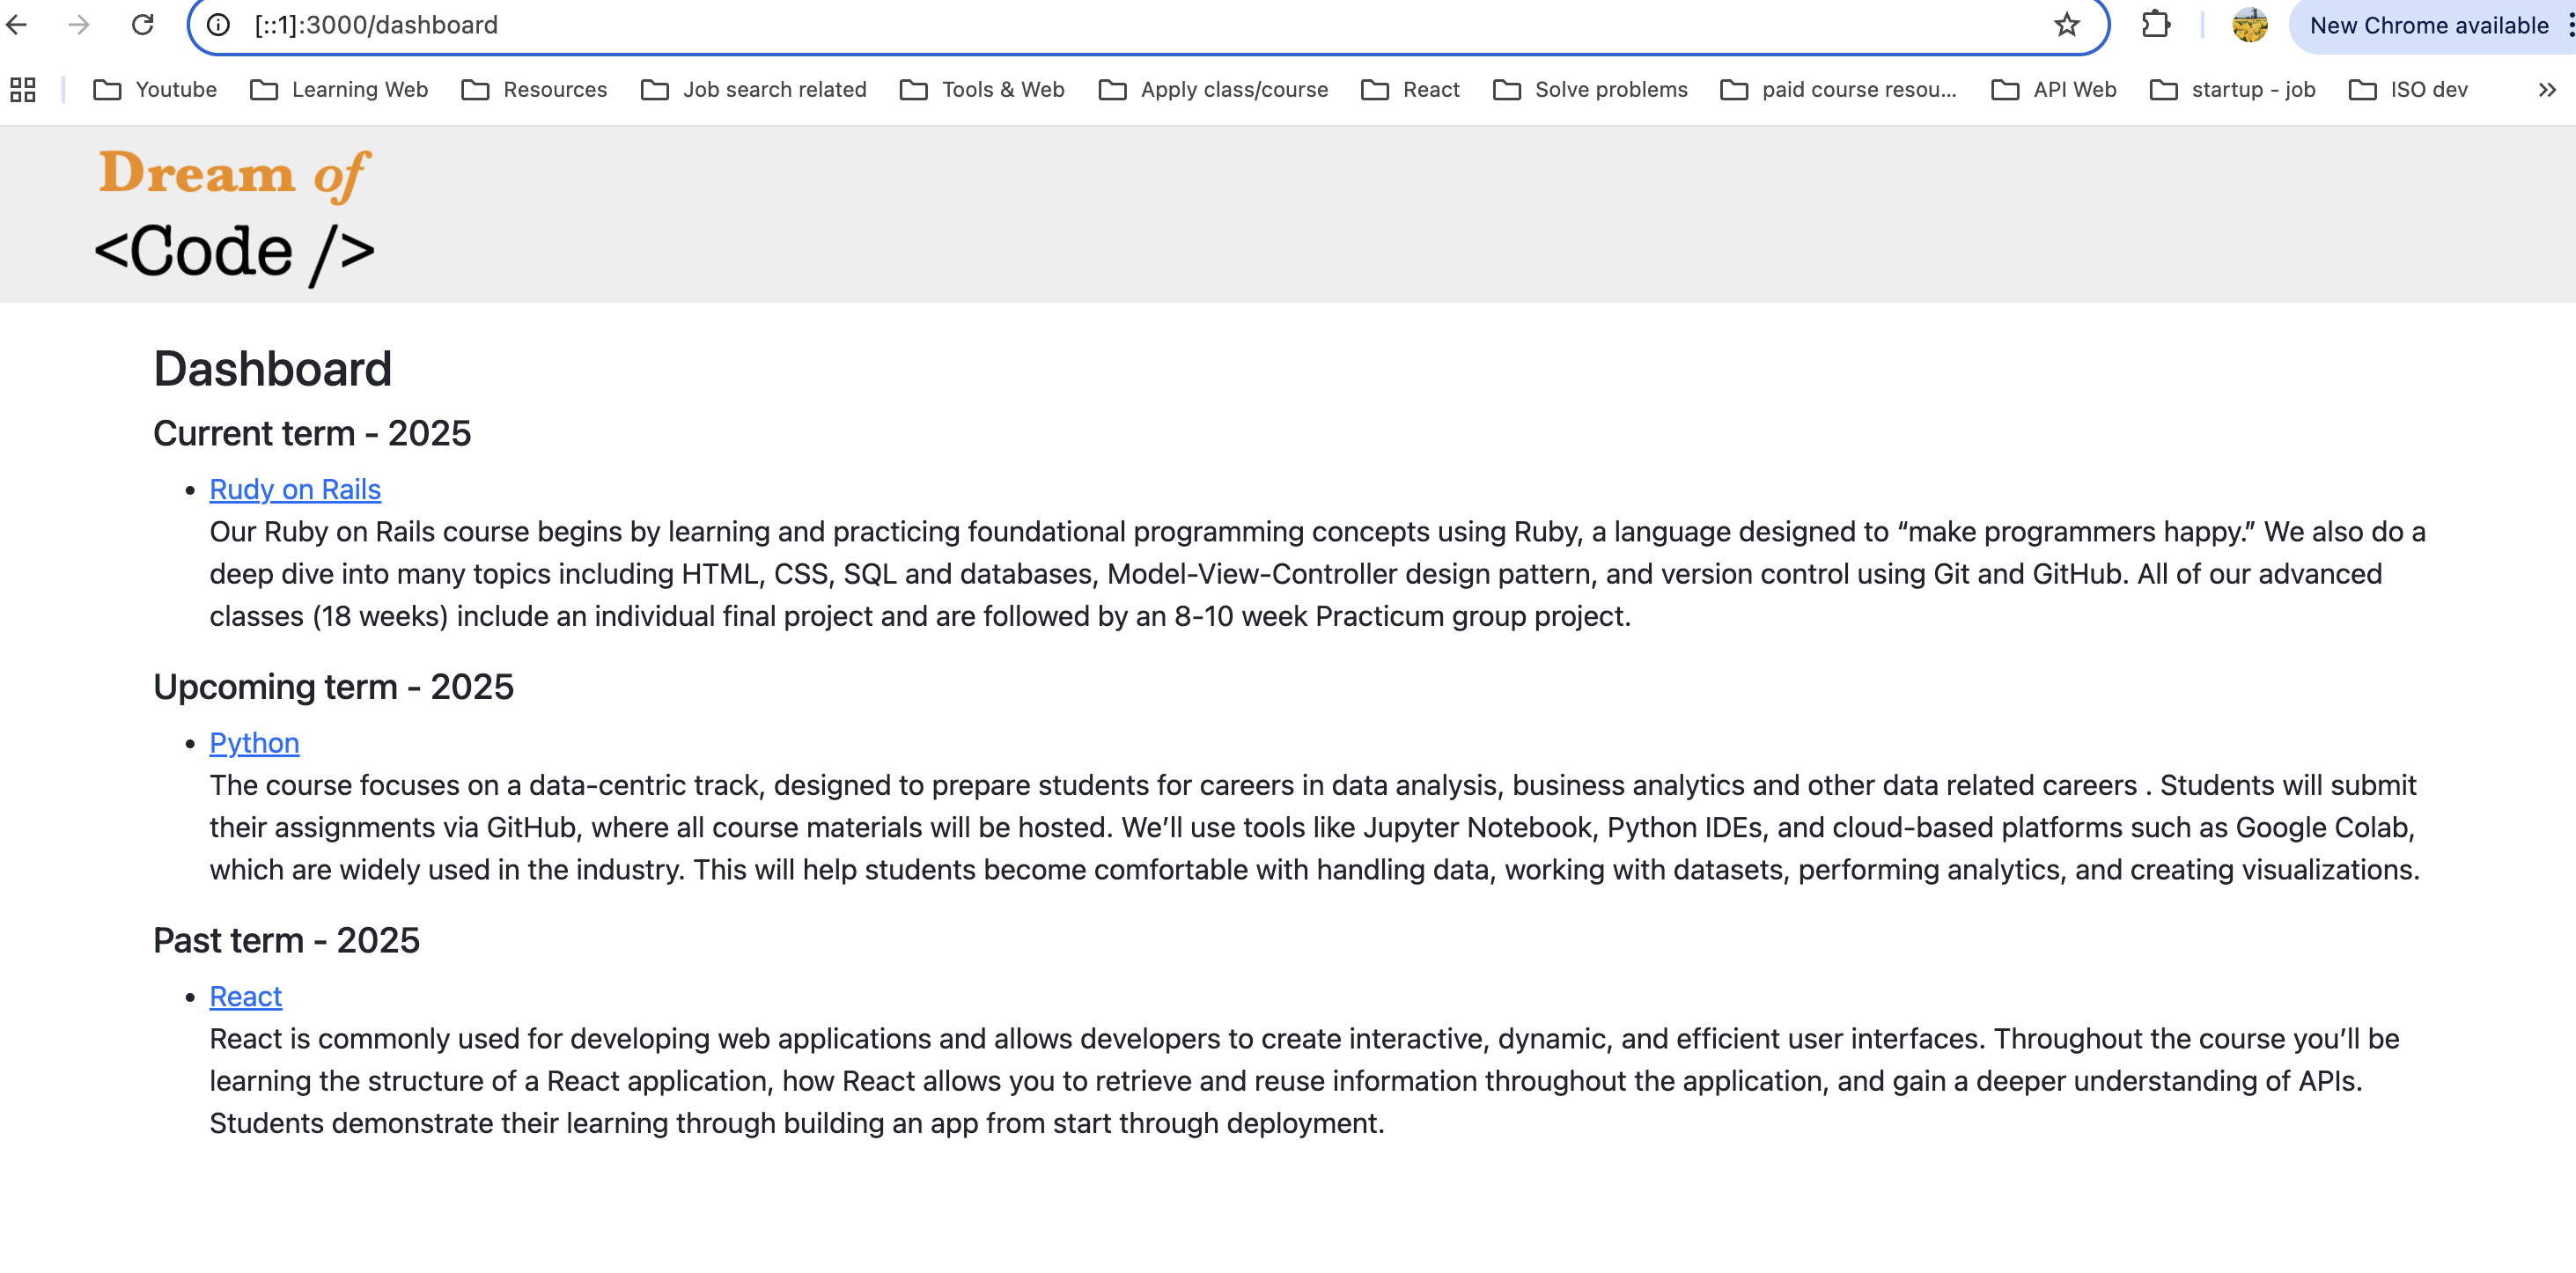 [::1]:3000/dashboard
New Chrome available
Youtube Learning Web Resources Job search related Tools & Web Apply class/course React Solve problems paid course resou... API Web startup - job ISO dev
Dream of
<Code />
Dashboard
Current term - 2025
Rudy on Rails
Our Ruby on Rails course begins by learning and practicing foundational programming concepts using Ruby, a language designed to “make programmers happy.” We also do a
deep dive into many topics including HTML, CSS, SQL and databases, Model-View-Controller design pattern, and version control using Git and GitHub. All of our advanced
classes (18 weeks) include an individual final project and are followed by an 8-10 week Practicum group project.
Upcoming term - 2025
Python
The course focuses on a data-centric track, designed to prepare students for careers in data analysis, business analytics and other data related careers . Students will submit
their assignments via GitHub, where all course materials will be hosted. We’ll use tools like Jupyter Notebook, Python IDEs, and cloud-based platforms such as Google Colab,
which are widely used in the industry. This will help students become comfortable with handling data, working with datasets, performing analytics, and creating visualizations.
Past term - 2025
React
React is commonly used for developing web applications and allows developers to create interactive, dynamic, and efficient user interfaces. Throughout the course you’ll be
learning the structure of a React application, how React allows you to retrieve and reuse information throughout the application, and gain a deeper understanding of APIs.
Students demonstrate their learning through building an app from start through deployment.